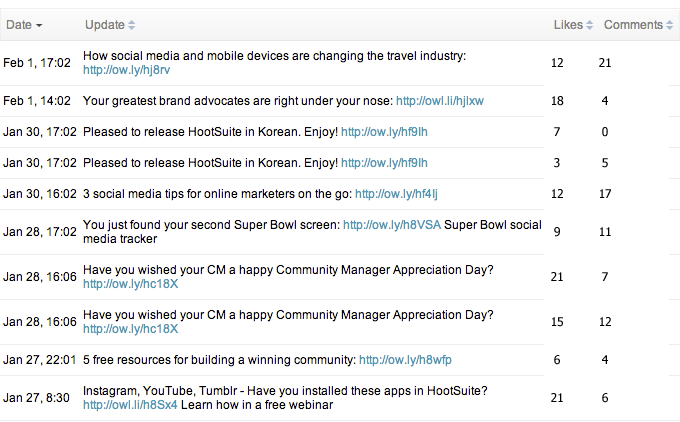 Date Update Likes Comments
Feb 1, 17:02 How social media and mobile devices are changing the travel industry: 12 21
http://ow.ly/hj8rv
Feb 1, 14:02 Your greatest brand advocates are right under your nose: http://owl.li/hjlxw 18 4
Jan 30, 17:02 Pleased to release HootSuite in Korean. Enjoy! http://ow.ly/hf9lh 7 0
Jan 30, 17:02 Pleased to release HootSuite in Korean. Enjoy! http://ow.ly/hf9lh 3 5
Jan 30, 16:02 3 social media tips for online marketers on the go: http://ow.ly/hf4lj 12 17
Jan 28, 17:02 You just found your second Super Bowl screen: http://ow.ly/h8VSA Super Bowl social 9 11
media tracker
Jan 28, 16:06 Have you wished your CM a happy Community Manager Appreciation Day? 21 7
http://ow.ly/hc18X
Jan 28, 16:06 Have you wished your CM a happy Community Manager Appreciation Day? 15 12
http://ow.ly/hc18X
Jan 27, 22:01 5 free resources for building a winning community: http://ow.ly/h8wfp 6 4
Jan 27, 8:30 Instagram, YouTube, Tumblr - Have you installed these apps in HootSuite? 21 6
http://owl.li/h8Sx4 Learn how in a free webinar